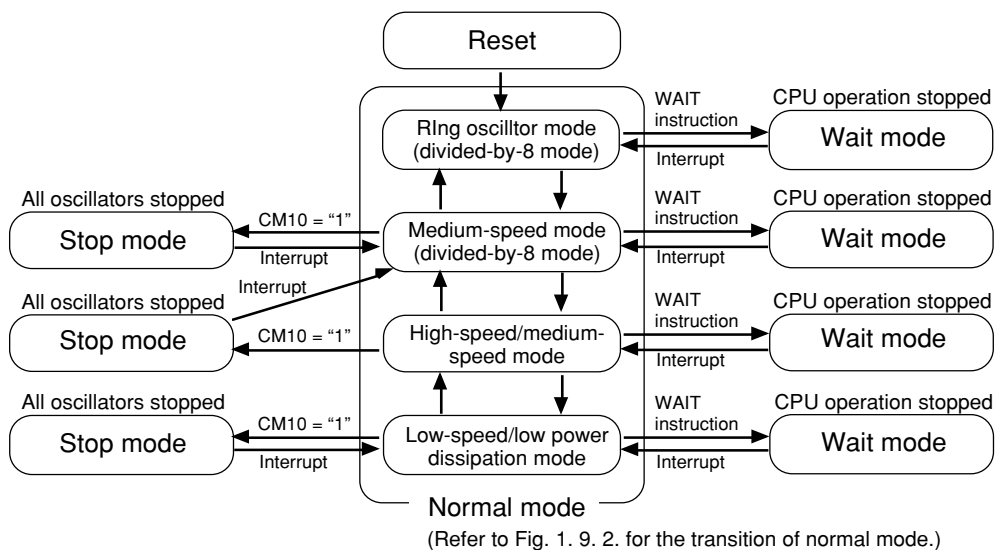 Reset
RIng oscilltor mode
(divided-by-8 mode)
WAIT
instruction
Interrupt
CPU operation stopped
Wait mode
All oscillators stopped
Stop mode
CM10 = “1”
Interrupt
Medium-speed mode
(divided-by-8 mode)
WAIT
instruction
Interrupt
CPU operation stopped
Wait mode
Interrupt
All oscillators stopped
Stop mode
CM10 = “1”
High-speed/medium-
speed mode
WAIT
instruction
Interrupt
CPU operation stopped
Wait mode
All oscillators stopped
Stop mode
CM10 = “1”
Interrupt
Low-speed/low power
dissipation mode
WAIT
instruction
Interrupt
CPU operation stopped
Wait mode
Normal mode
(Refer to Fig. 1. 9. 2. for the transition of normal mode.)